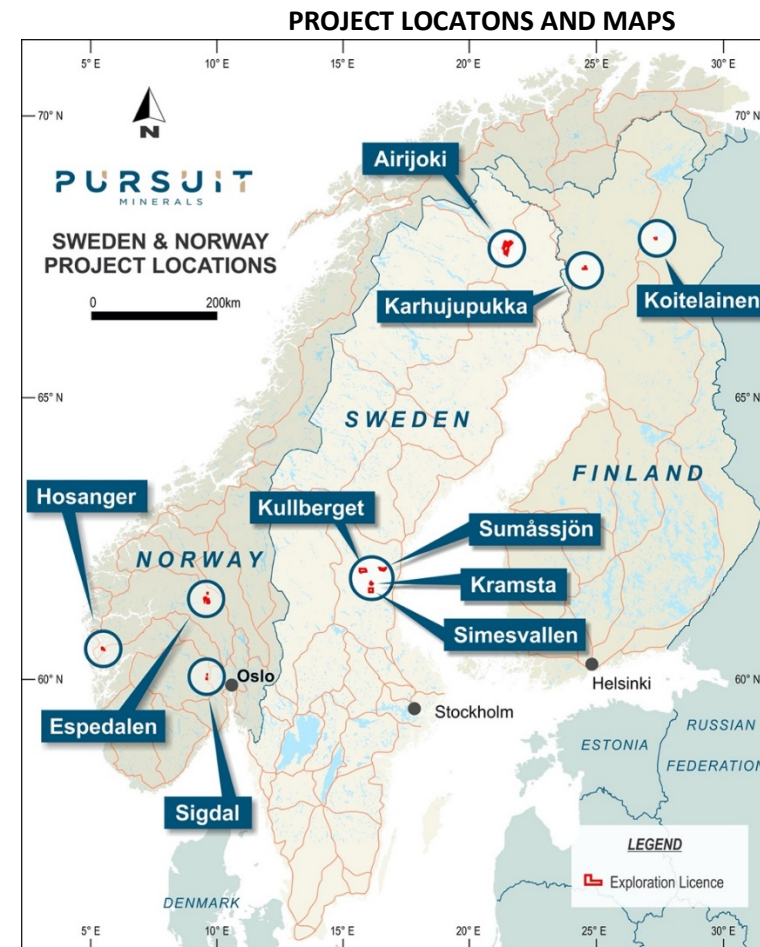 PROJECT LOCATONS AND MAPS
5° E 10° E 15° E 20° E 25° E 30° E
70° N 70° N
N
PURSUIT
MINERALS
SWEDEN & NORWAY
PROJECT LOCATIONS
0 200km
Airijoki
Karhujupukka
Koitelainen
65° N 65° N
SWEDEN
FINLAND
Hosanger
Kullberget
Sumåssjön
NORWAY
Kramsta
Simesvallen
Oslo
60° N 60° N
Helsinki
Espedalen
Stockholm
RUSSIAN
FEDERATION
ESTONIA
Sigdal
LEGEND
Exploration Licence
DENMARK
5° E 10° E 15° E 20° E 25° E 30° E